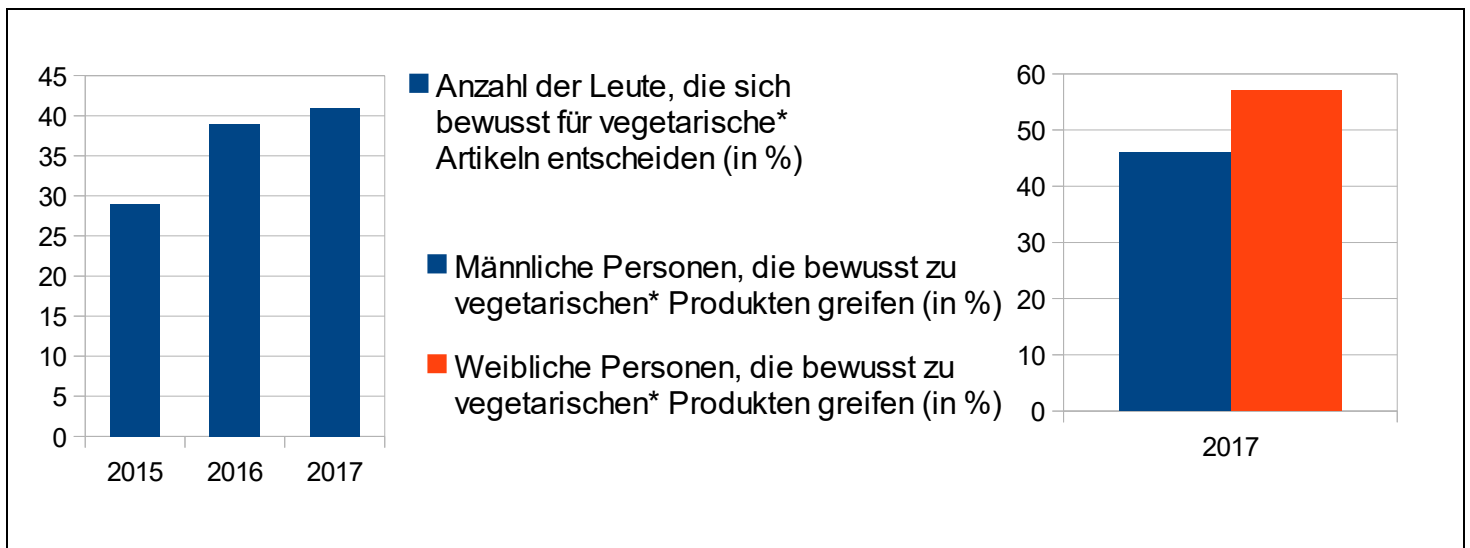 45
40
35
30
25
20
15
10
5
0
2015 2016 2017
Anzahl der Leute, die sich
bewusst für vegetarische*
Artikeln entscheiden (in %)
Männliche Personen, die bewusst zu
vegetarischen* Produkten greifen (in %)
Weibliche Personen, die bewusst zu
vegetarischen* Produkten greifen (in %)
60
50
40
30
20
10
0
2017